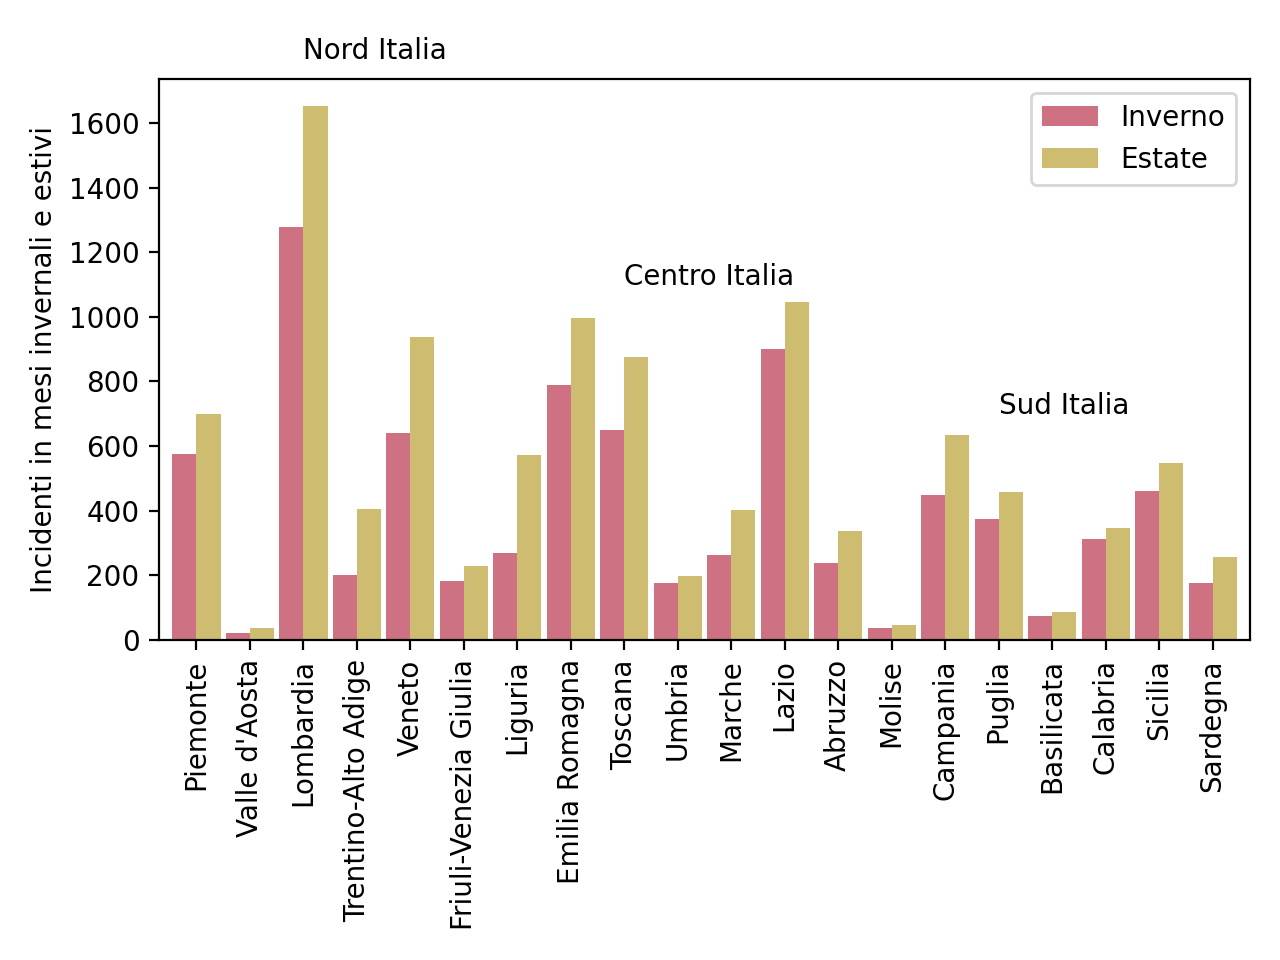 Nord Italia
Inverno
Estate
Centro Italia
Sud Italia
Incidenti in mesi invernali e estivi
1600
1400
1200
1000
800
600
400
200
0
Piemonte
Valle d'Aosta
Lombardia
Trentino-Alto Adige
Veneto
Friuli-Venezia Giulia
Liguria
Emilia Romagna
Toscana
Umbria
Marche
Lazio
Abruzzo
Molise
Campania
Puglia
Basilicata
Calabria
Sicilia
Sardegna